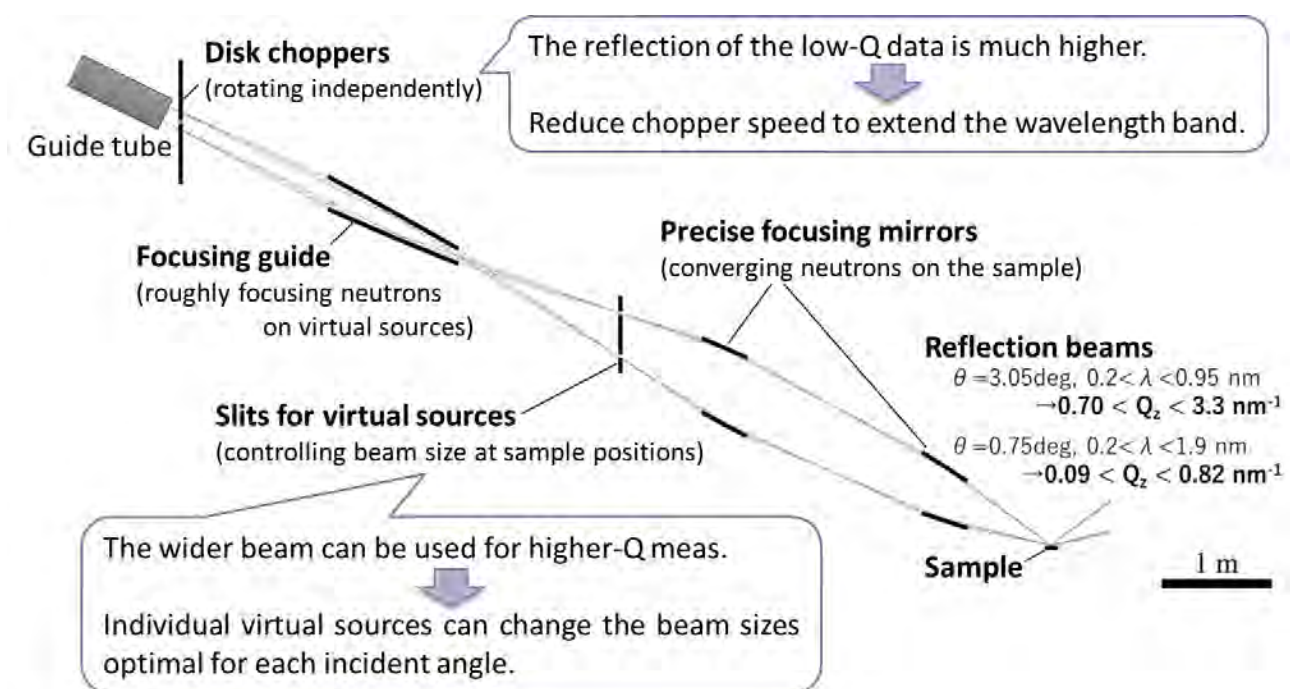 Disk choppers
(rotating independently)
The reflection of the low-Q data is much higher.
Reduce chopper speed to extend the wavelength band.
Guide tube
Focusing guide
(roughly focusing neutrons
on virtual sources)
Precise focusing mirrors
(converging neutrons on the sample)
Slits for virtual sources
(controlling beam size at sample positions)
Reflection beams
θ =3.05deg, 0.2< λ <0.95 nm
→0.70 < Qz < 3.3 nm-1
θ =0.75deg, 0.2< λ <1.9 nm
→0.09 < Qz < 0.82 nm-1
The wider beam can be used for higher-Q meas.
Individual virtual sources can change the beam sizes
optimal for each incident angle.
Sample
1 m